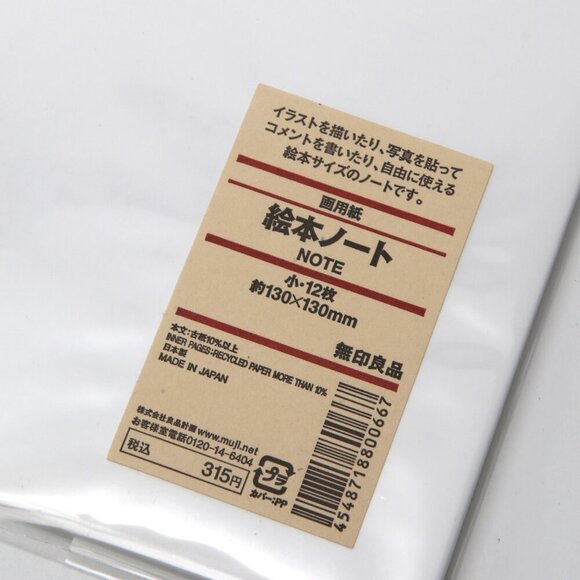 イラストを描いたり、写真を貼って
コメントを書いたり、自由に使える
絵本サイズのノートです。
画用紙
絵本ノート
NOTE
小・12枚
約130×130mm
無印良品
本文:古紙10%以上
INNER PAGES:RECYCLED PAPER MORE THAN 10%
日本製
MADE IN JAPAN
株式会社良品計画 www.muji.net
お客様室電話0120-14-6404
税込 315円
プラ
カバー:PP
4548718800667